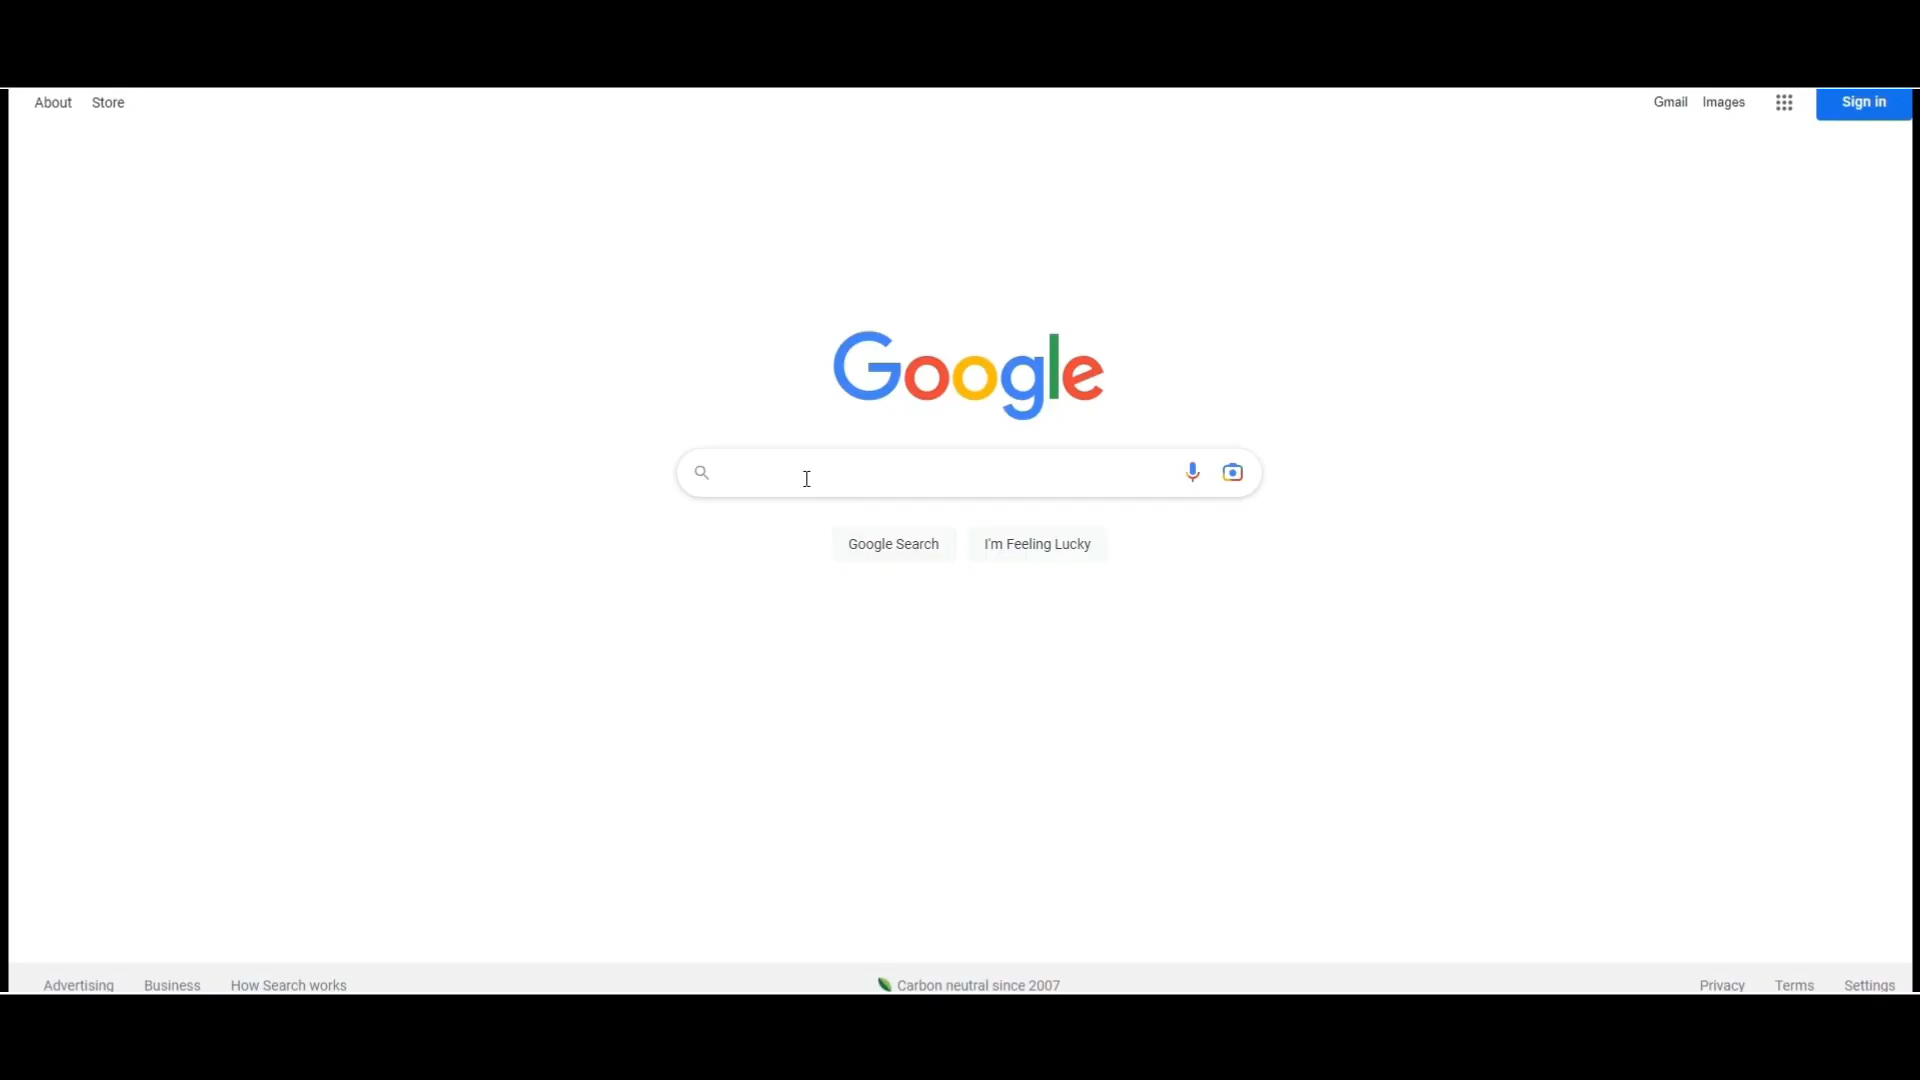 About Store
Gmail Images Sign in
Google
Google Search I'm Feeling Lucky
Advertising Business How Search works
Carbon neutral since 2007
Privacy Terms Settings